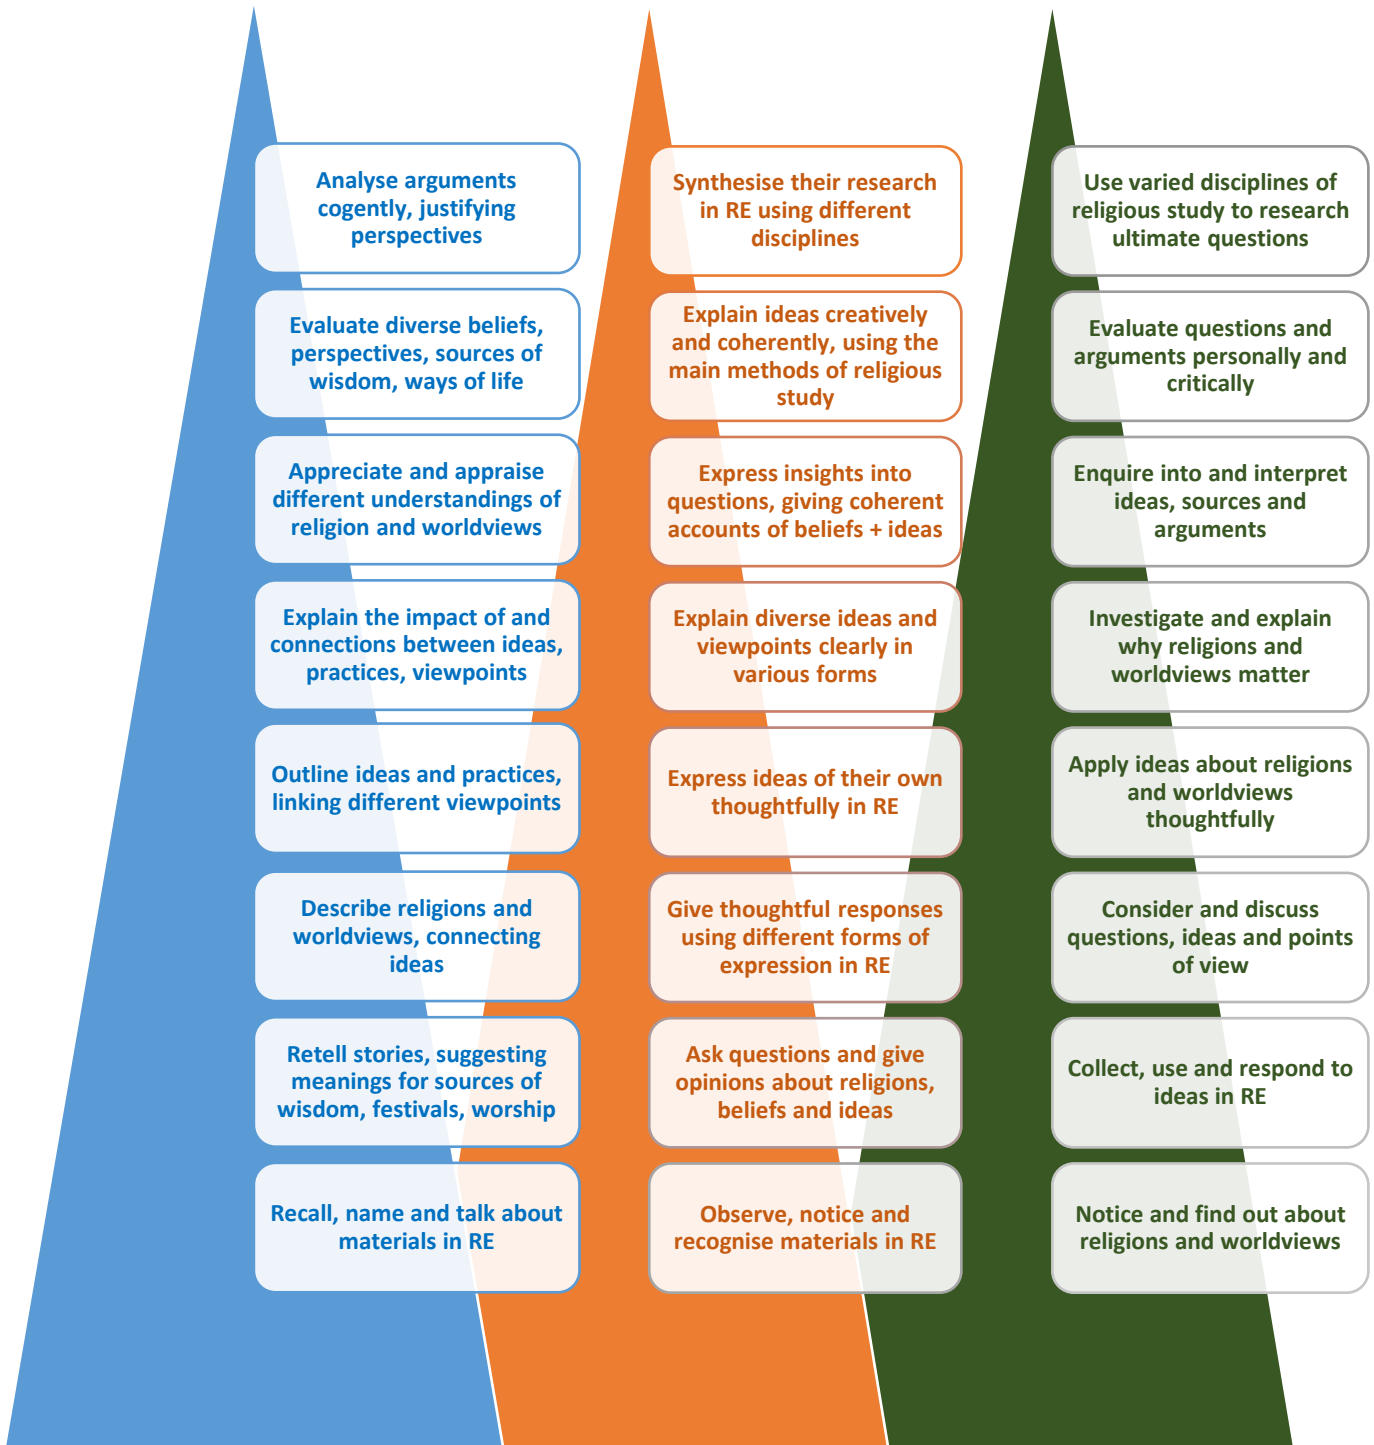 Analyse arguments
cogently, justifying
perspectives
Evaluate diverse beliefs,
perspectives, sources of
wisdom, ways of life
Appreciate and appraise
different understandings of
religion and worldviews
Explain the impact of and
connections between ideas,
practices, viewpoints
Outline ideas and practices,
linking different viewpoints
Describe religions and
worldviews, connecting
ideas
Retell stories, suggesting
meanings for sources of
wisdom, festivals, worship
Recall, name and talk about
materials in RE
Synthesise their research
in RE using different
disciplines
Explain ideas creatively
and coherently, using the
main methods of religious
study
Express insights into
questions, giving coherent
accounts of beliefs + ideas
Explain diverse ideas and
viewpoints clearly in
various forms
Express ideas of their own
thoughtfully in RE
Give thoughtful responses
using different forms of
expression in RE
Ask questions and give
opinions about religions,
beliefs and ideas
Observe, notice and
recognise materials in RE
Use varied disciplines of
religious study to research
ultimate questions
Evaluate questions and
arguments personally and
critically
Enquire into and interpret
ideas, sources and
arguments
Investigate and explain
why religions and
worldviews matter
Apply ideas about religions
and worldviews
thoughtfully
Consider and discuss
questions, ideas and points
of view
Collect, use and respond to
ideas in RE
Notice and find out about
religions and worldviews